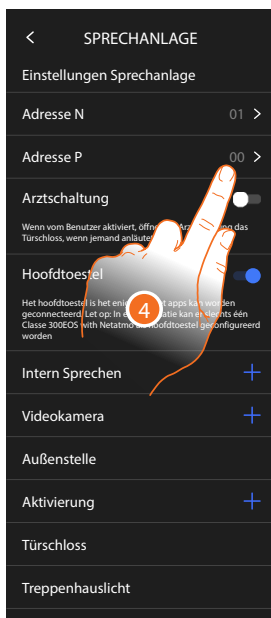 < SPRECHANLAGE
Einstellungen Sprechanlage
Adresse N 01 >
Adresse P 00 >
Arztschaltung
Wenn vom Benutzer aktiviert, öffnet das
Türschloss, wenn jemand anläutet
Hoofdtoestel
Het hoofdtoestel is het enige apps kan worden
geconnecteerd. Let op: In één
Classe 300EOS with Netatmo als hoofdtoestel geconfigureerd
worden
4
Intern Sprechen +
Videokamera +
Außenstelle
Aktivierung +
Türschloss
Treppenhauslicht